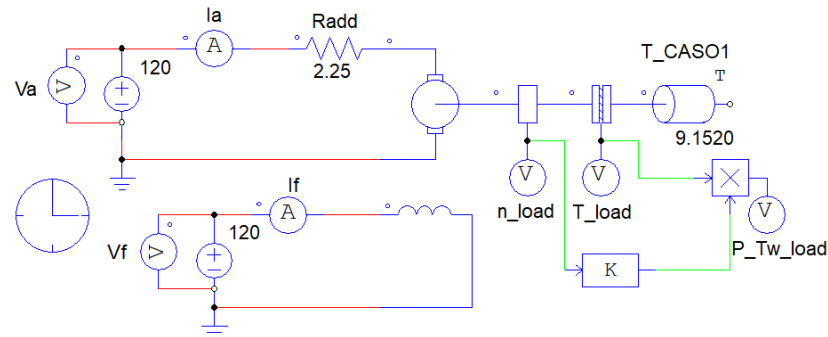 Ia
A
Radd
2.25
Va
V
120
T_CASO1
T
9.1520
V
n_load
V
T_load
V
P_Tw_load
K
If
A
Vf
V
120